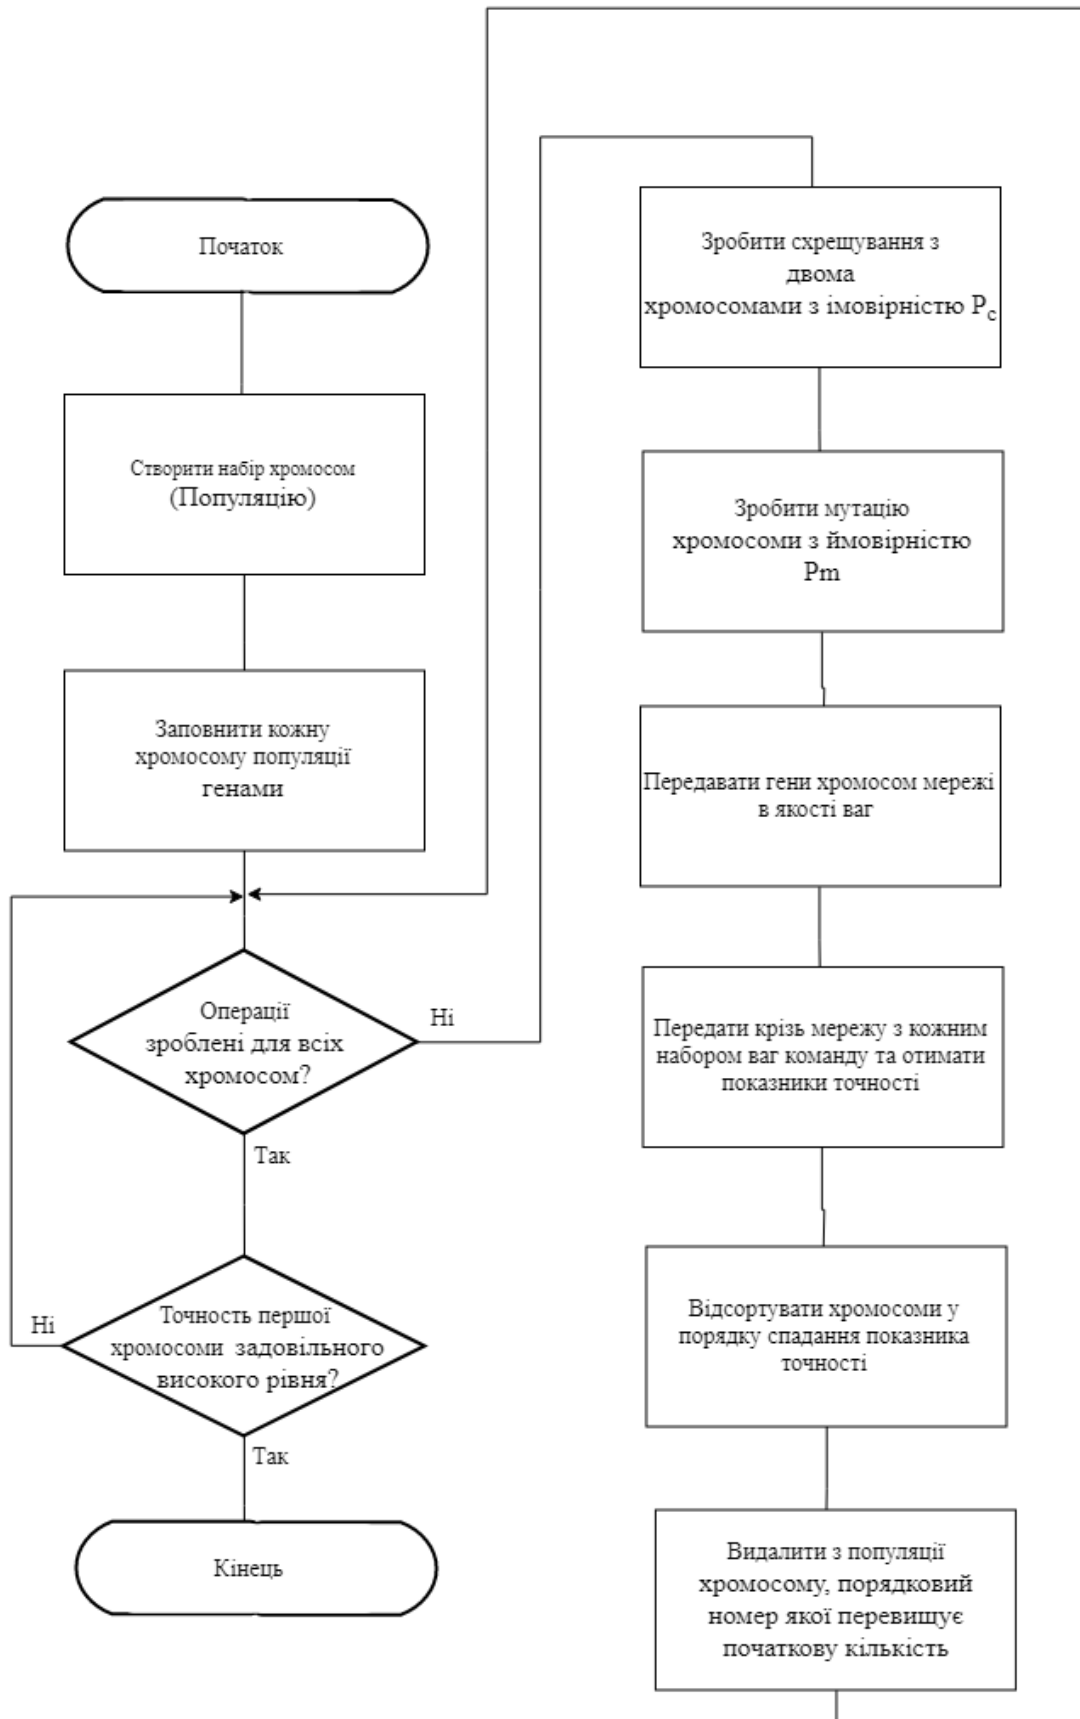 Початок
Створити набір хромосом
(Популяцію)
Заповнити кожну
хромосому популяції
генами
Операції
зроблені для всіх
хромосом?
Ні
Так
Точность першої
хромосоми задовільного
високого рівня?
Ні
Так
Кінець
Зробити схрещування з
двома
хромосомами з імовірністю Pc
Зробити мутацію
хромосоми з ймовірністю
Pm
Передавати гени хромосом мережі
в якості ваг
Передати крізь мережу з кожним
набором ваг команду та отимати
показники точності
Відсортувати хромосоми у
порядку спадання показника
точності
Видалити з популяції
хромосому, порядковий
номер якої перевищує
початкову кількість